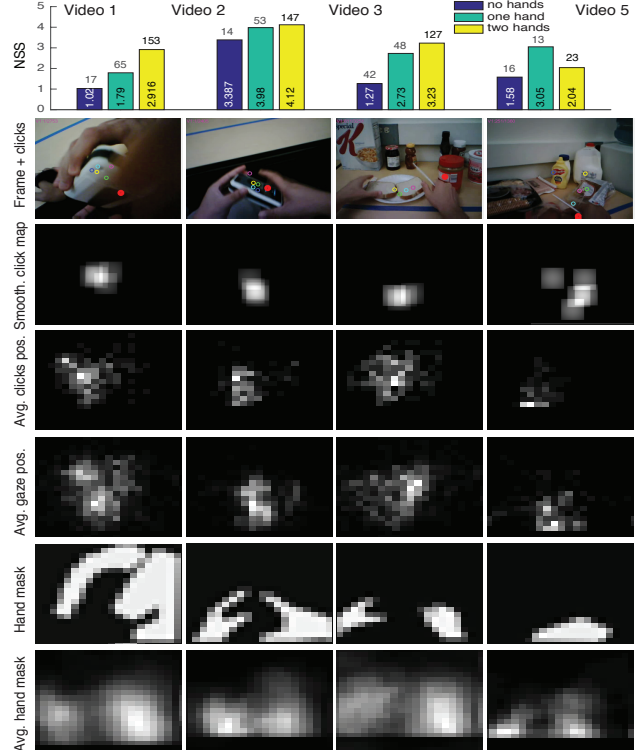 Video 1 Video 2 Video 3 Video 5
no hands
one hand
two hands
NSS
5
4
3
2
1
0
17 65 153
1.02 1.79 2.916
14 53 147
3.387 3.98 4.12
42 48 127
1.27 2.73 3.23
16 13 23
1.58 3.05 2.04
Frame + clicks
Special
K
Smooth. click map
Avg. clicks pos.
Avg. gaze pos.
Hand mask
Avg. hand mask